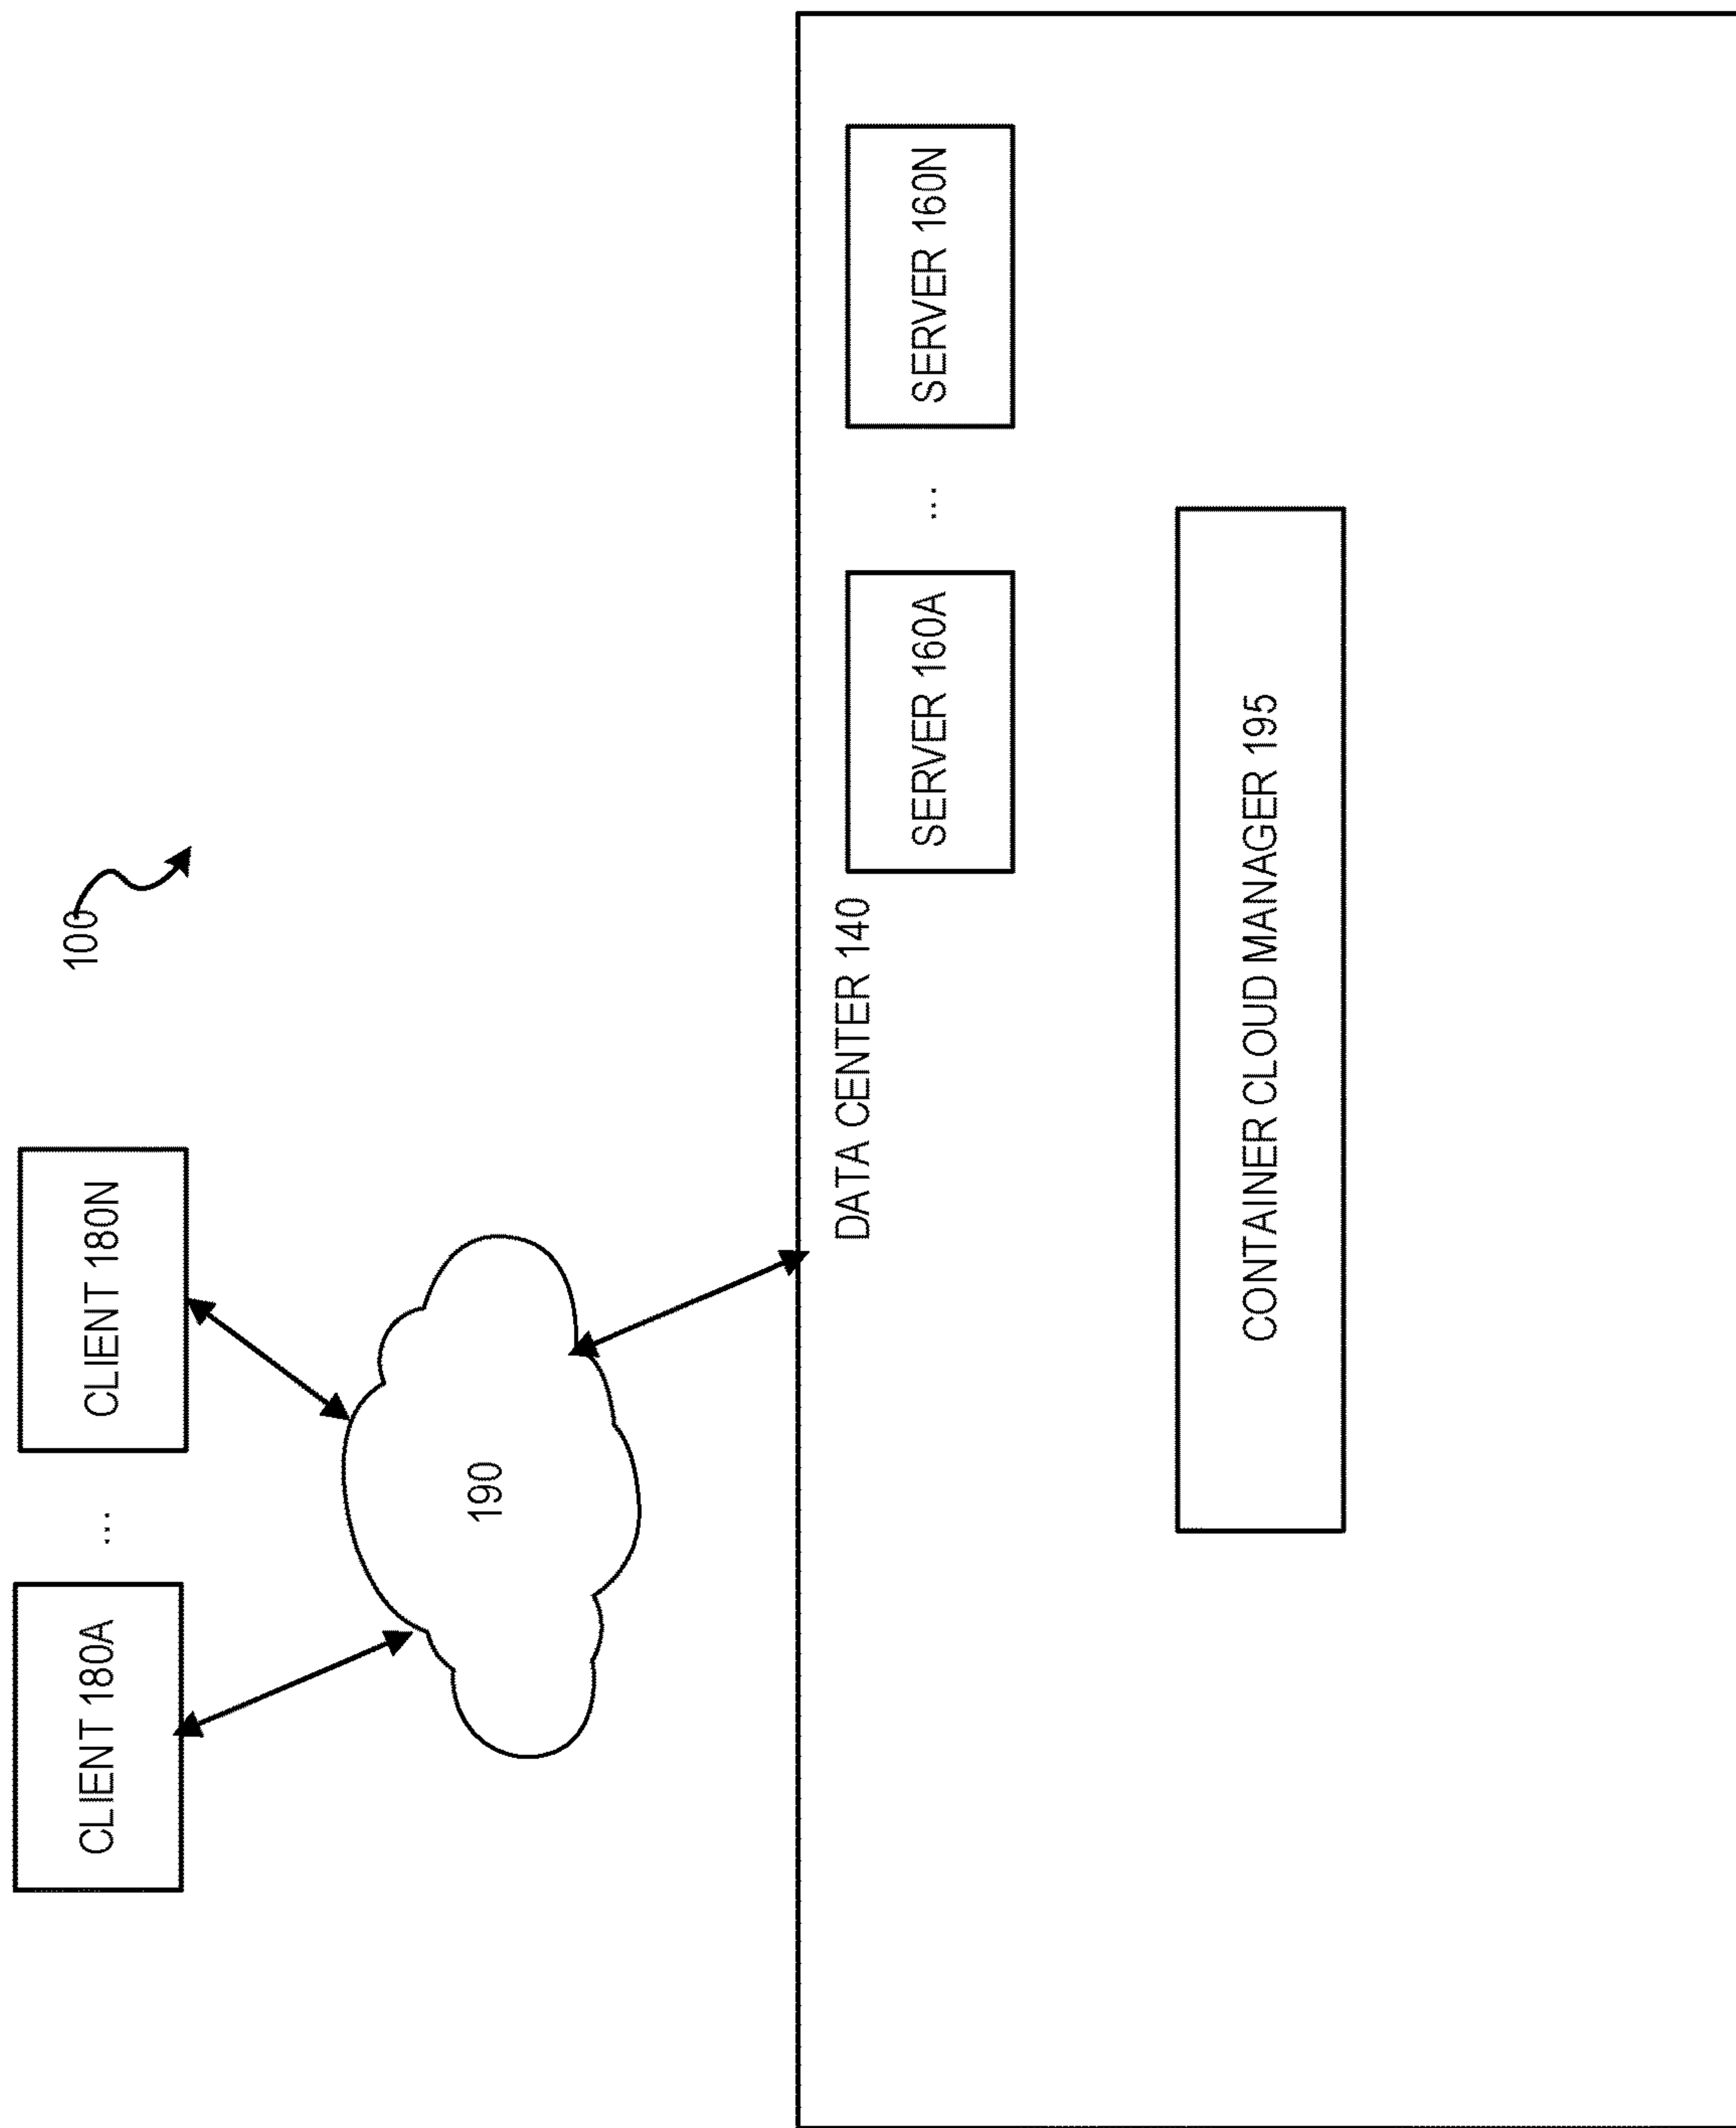 100
CLIENT 180A
...
CLIENT 180N
190
DATA CENTER 140
SERVER 160A
...
SERVER 160N
CONTAINER CLOUD MANAGER 195